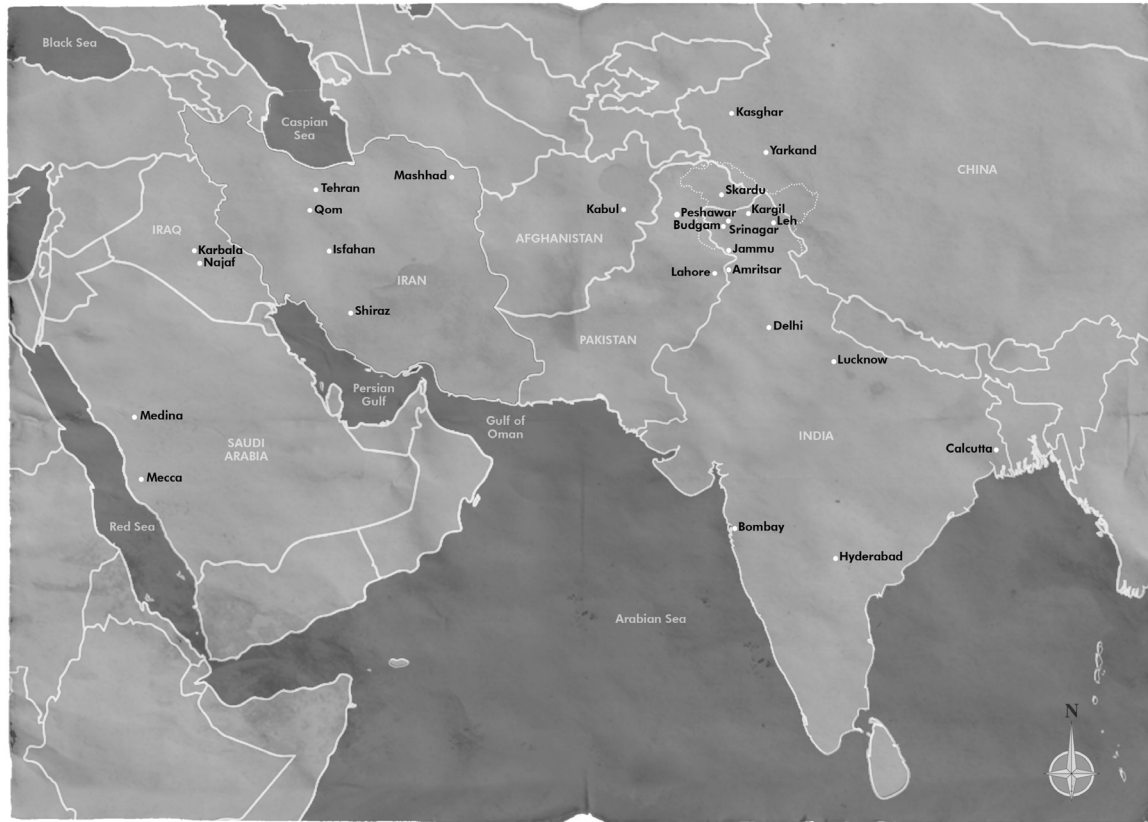 Black Sea
Caspian
Sea
Kasghar
Yarkand
CHINA
Mashhad
Tehran
Qom
Skardu
Kabul
Peshawar
Kargil
Leh
Budgam
Srinagar
IRAQ
AFGHANISTAN
Karbala
Najaf
Isfahan
Jammu
IRAN
Lahore
Amritsar
Shiraz
Delhi
PAKISTAN
Lucknow
Persian
Gulf
Medina
Gulf of
Oman
SAUDI
ARABIA
INDIA
Calcutta
Mecca
Red Sea
Bombay
Hyderabad
Arabian Sea
N